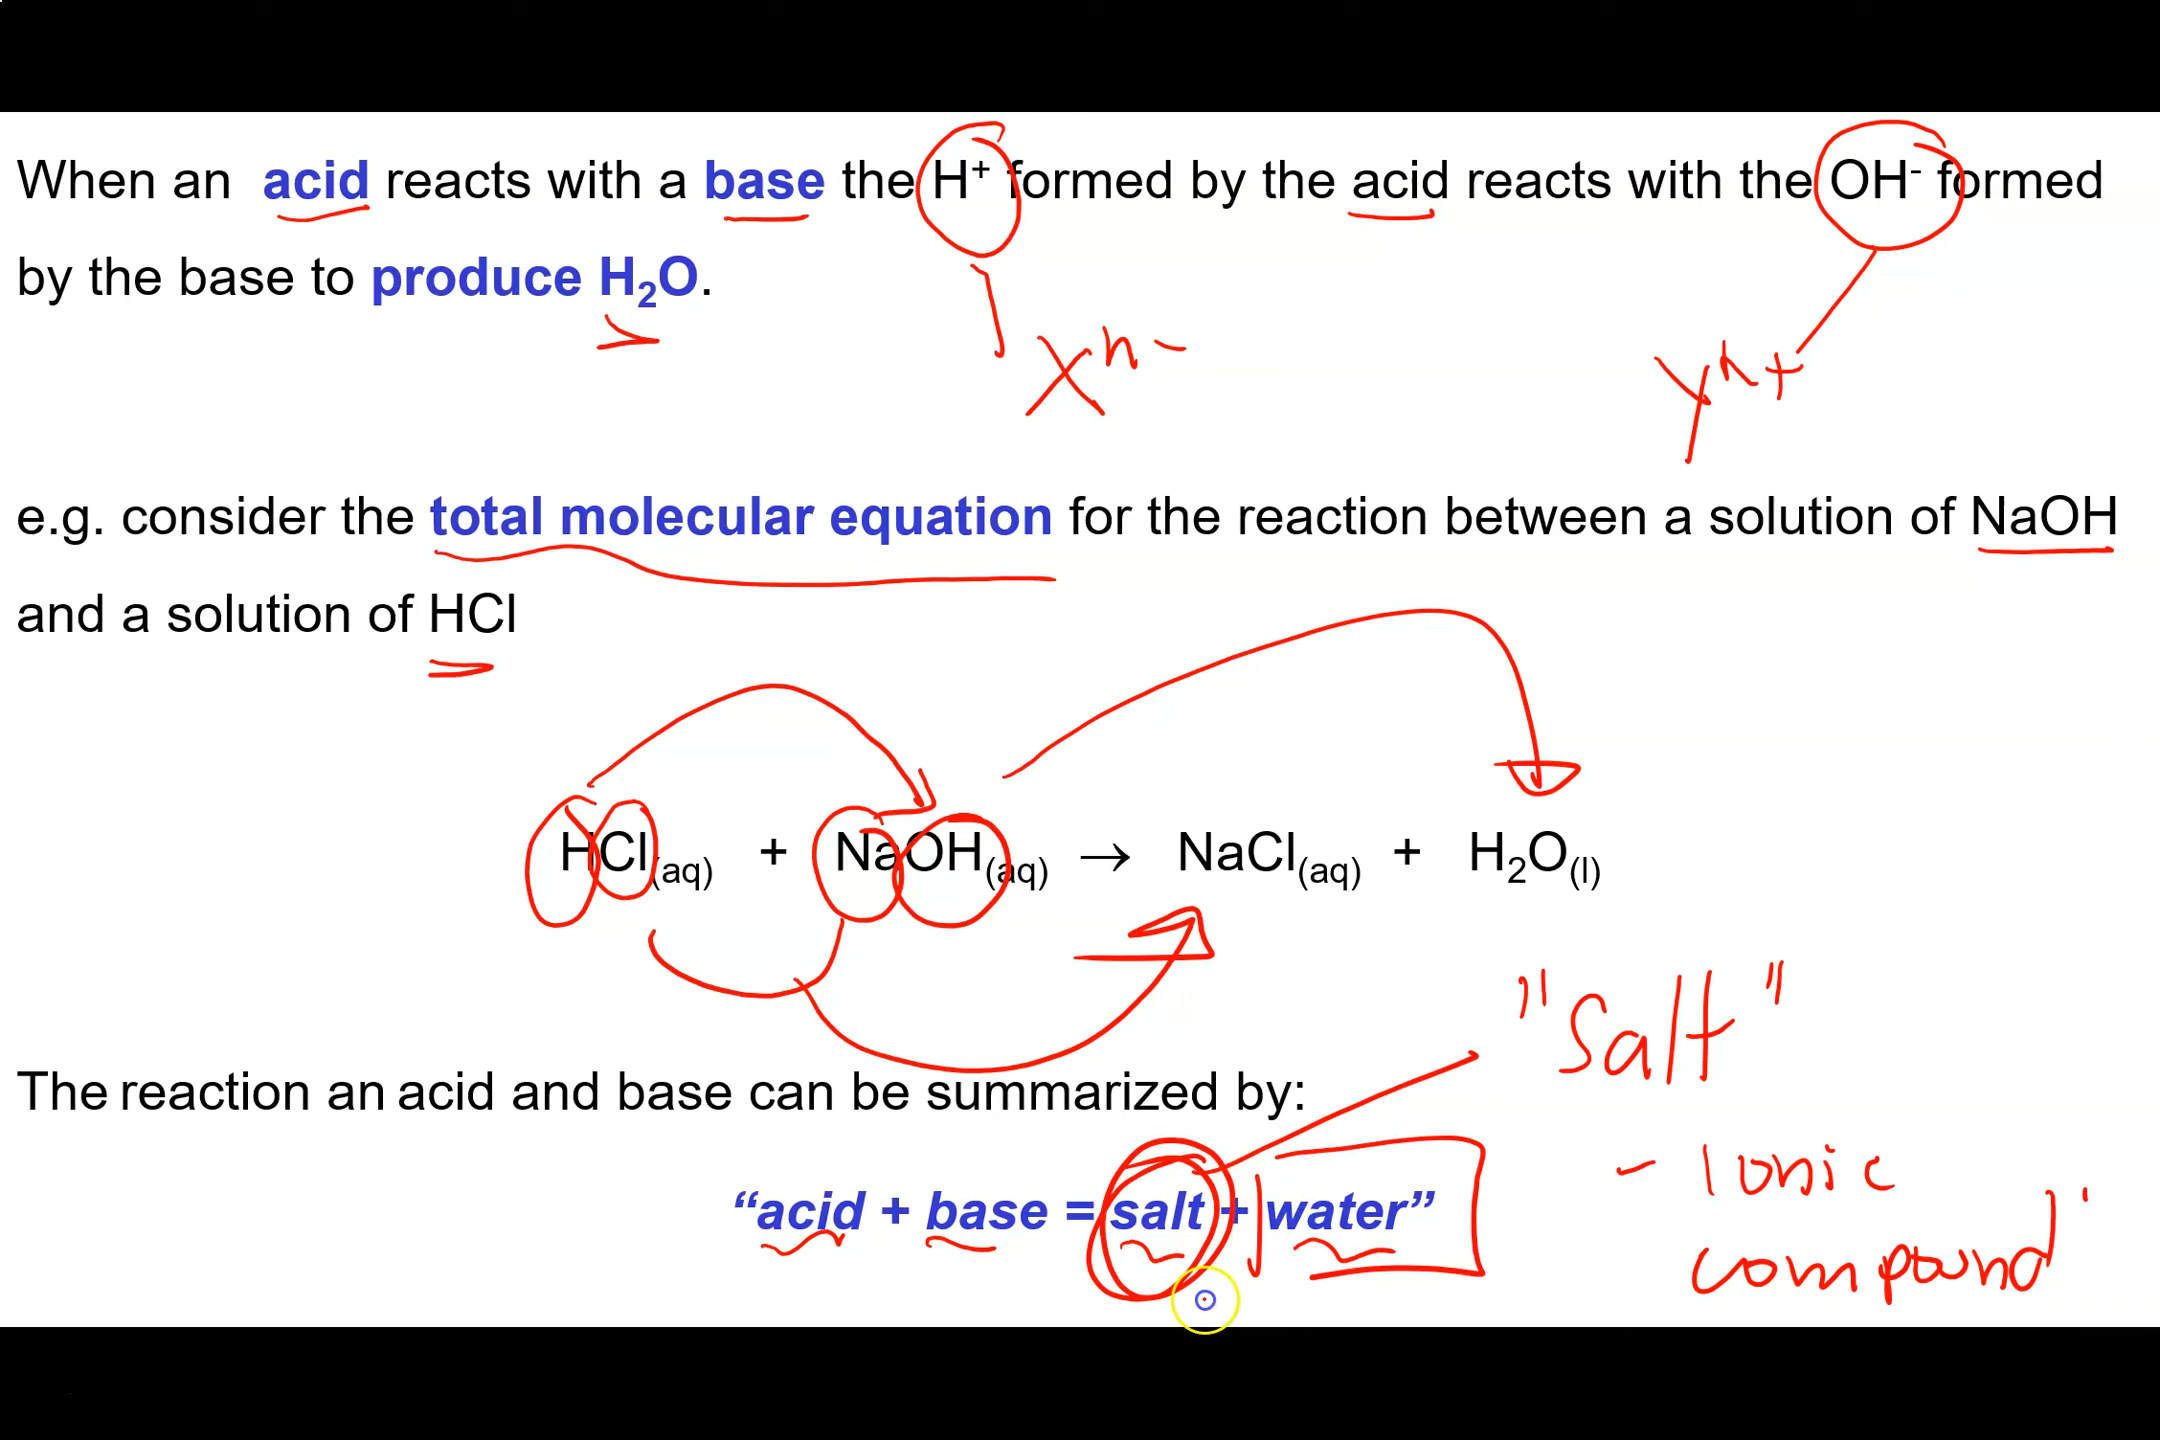 When an acid reacts with a base the H⁺ formed by the acid reacts with the OH⁻ formed
by the base to produce H₂O.
Xⁿ⁻
Yⁿ⁺
e.g. consider the total molecular equation for the reaction between a solution of NaOH
and a solution of HCl
HCl(aq) + NaOH(aq) → NaCl(aq) + H₂O(l)
"Salt"
The reaction an acid and base can be summarized by:
- Ionic
“acid + base = salt + water”
compound